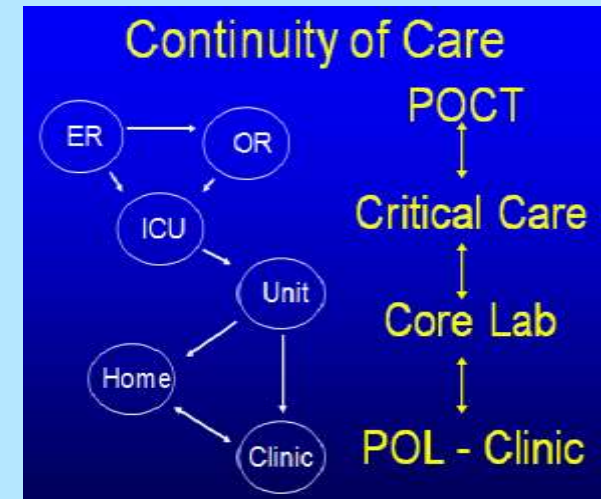 Continuity of Care
POCT
ER
OR
Critical Care
ICU
Unit
Core Lab
Home
Clinic
POL - Clinic